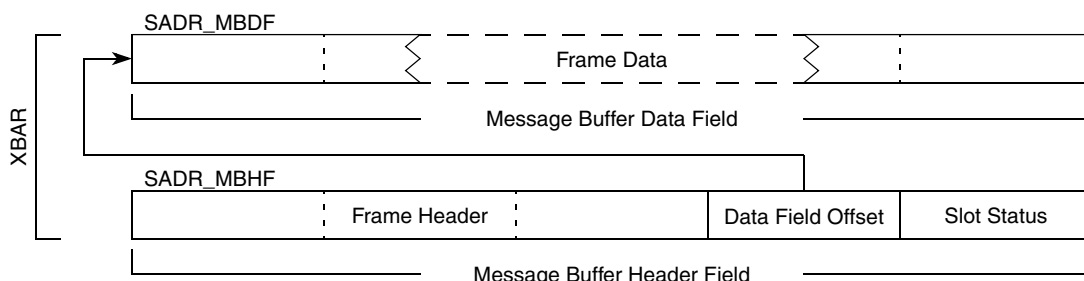 SADR_MBDF
Frame Data
Message Buffer Data Field
XBAR
SADR_MBHF
Frame Header
Data Field Offset
Slot Status
Message Buffer Header Field